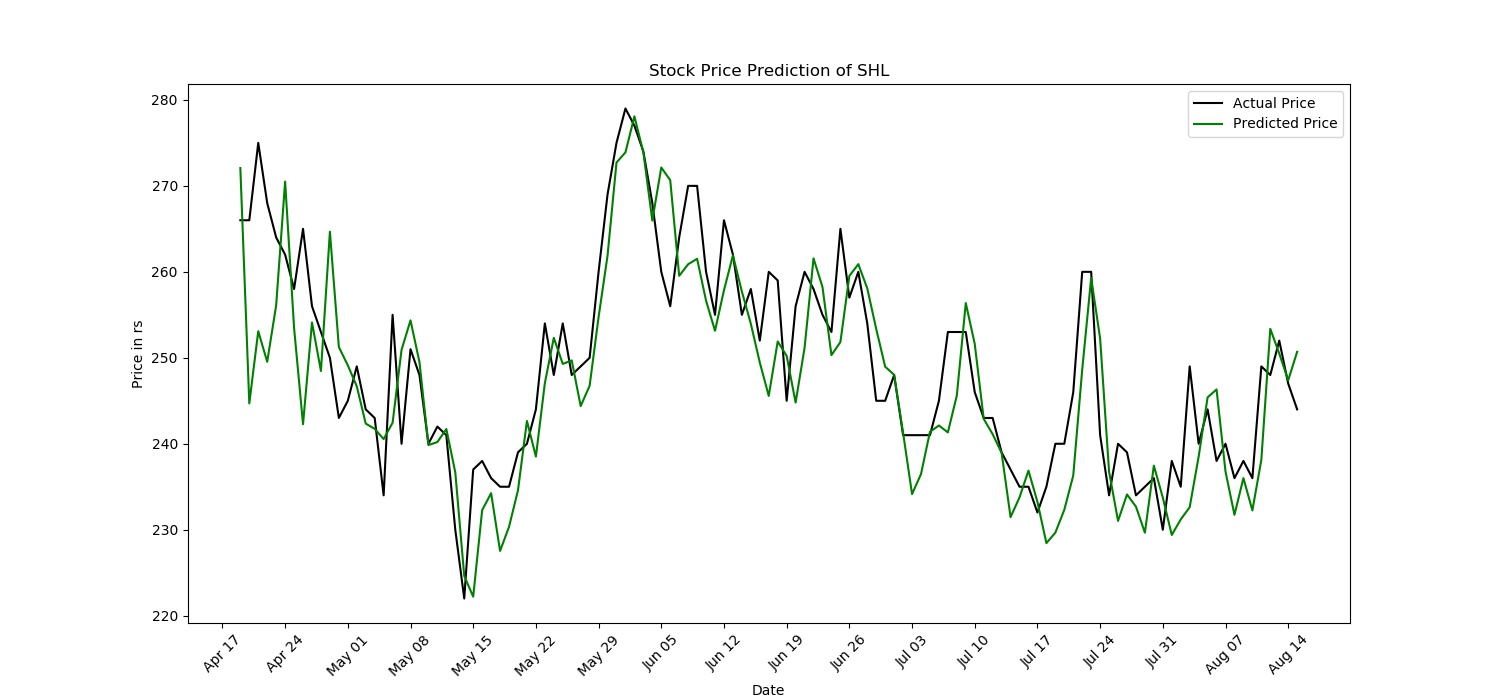 Stock Price Prediction of SHL
Actual Price
Predicted Price
Price in rs
280
270
260
250
240
230
220
Apr 17
Apr 24
May 01
May 08
May 15
May 22
May 29
Jun 05
Jun 12
Jun 19
Jun 26
Jul 03
Jul 10
Jul 17
Jul 24
Jul 31
Aug 07
Aug 14
Date